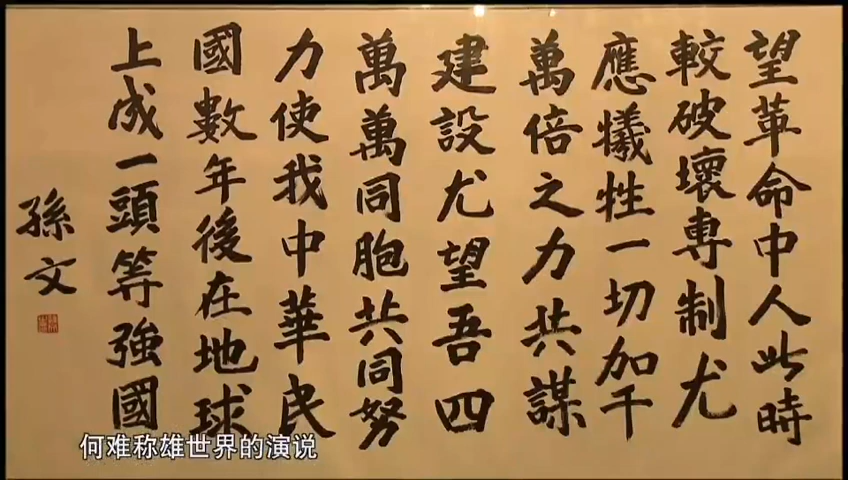 望革命中人此時
較破壞專制尤
應犧牲一切加千
萬倍之力共謀
建設尤望吾四
萬萬同胞共同努
力使我中華民
國數年後在地球
上成一頭等強國
孫文
何难称雄世界的演说